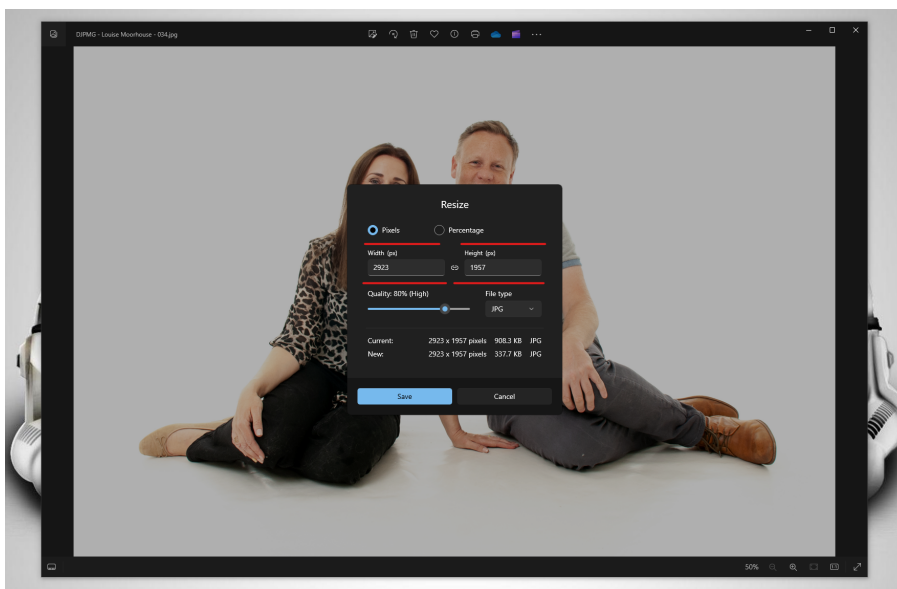 DJPMG - Louise Moorhouse - 034.jpg
Resize
Pixels Percentage
Width (px) Height (px)
2923 1957
Quality: 80% (High) File type
JPG
Current: 2923 x 1957 pixels 908.3 KB JPG
New: 2923 x 1957 pixels 337.7 KB JPG
Save Cancel
50%